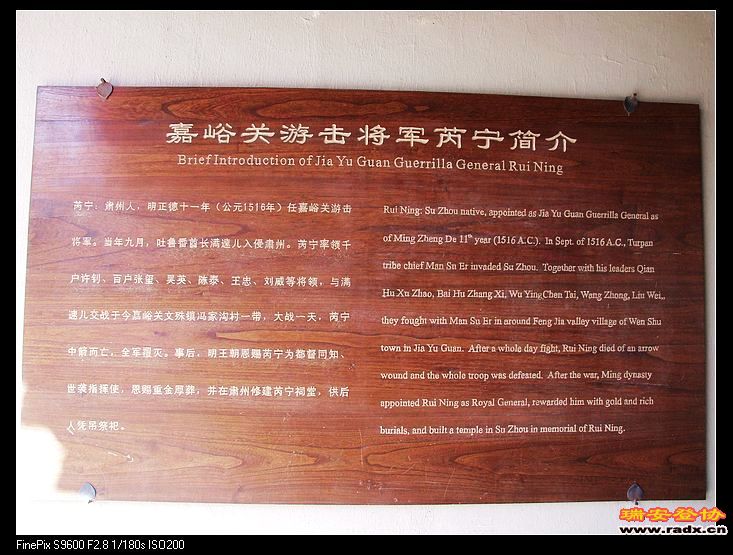 嘉峪关游击将军芮宁简介
Brief Introduction of Jia Yu Guan Guerrilla General Rui Ning
芮宁：肃州人，明正德十一年（公元1516年）任嘉峪关游击
将军。当年九月，吐鲁番酋长满速儿入侵肃州。芮宁率领千
户许钊、百户张玺、吴英、陈泰、王忠、刘威等将领，与满
速儿交战于今嘉峪关文殊镇冯家沟村一带，大战一天，芮宁
中箭而亡，全军覆灭。事后，明王朝恩赐芮宁为都督同知、
世袭指挥使，恩赐重金厚葬，并在肃州修建芮宁祠堂，供后
人凭吊祭祀。
Rui Ning: Su Zhou native, appointed as Jia Yu Guan Guerrilla General as
of Ming Zheng De 11th year (1516 A.C.). In Sept. of 1516 A.C., Turpan
tribe chief Man Su Er invaded Su Zhou. Together with his leaders Qian
Hu Xu Zhao, Bai Hu Zhang Xi, Wu YingChen Tai, Wang Zhong, Liu Wei,,
they fought with Man Su Er in around Feng Jia valley village of Wen Shu
town in Jia Yu Guan. After a whole day fight, Rui Ning died of an arrow
wound and the whole troop was defeated. After the war, Ming dynasty
appointed Rui Ning as Royal General, rewarded him with gold and rich
burials, and built a temple in Su Zhou in memorial of Rui Ning.
瑞安登协
www.radx.cn
FinePix S9600 F2.8 1/180s ISO200